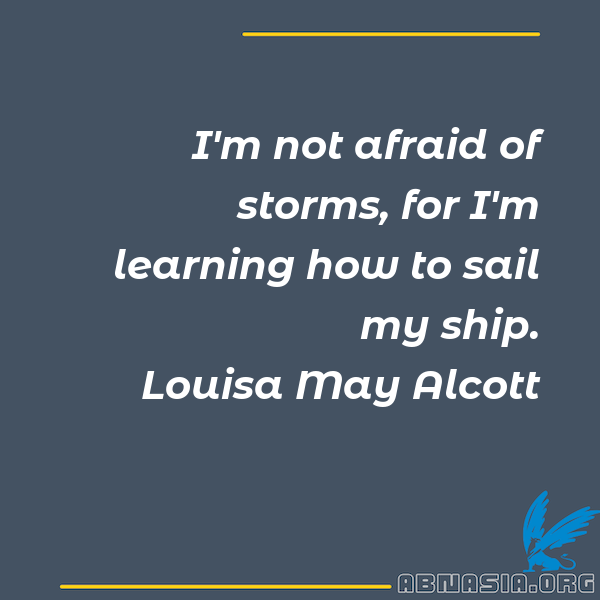 I'm not afraid of
storms, for I'm
learning how to sail
my ship.
Louisa May Alcott
ABNASIA.ORG